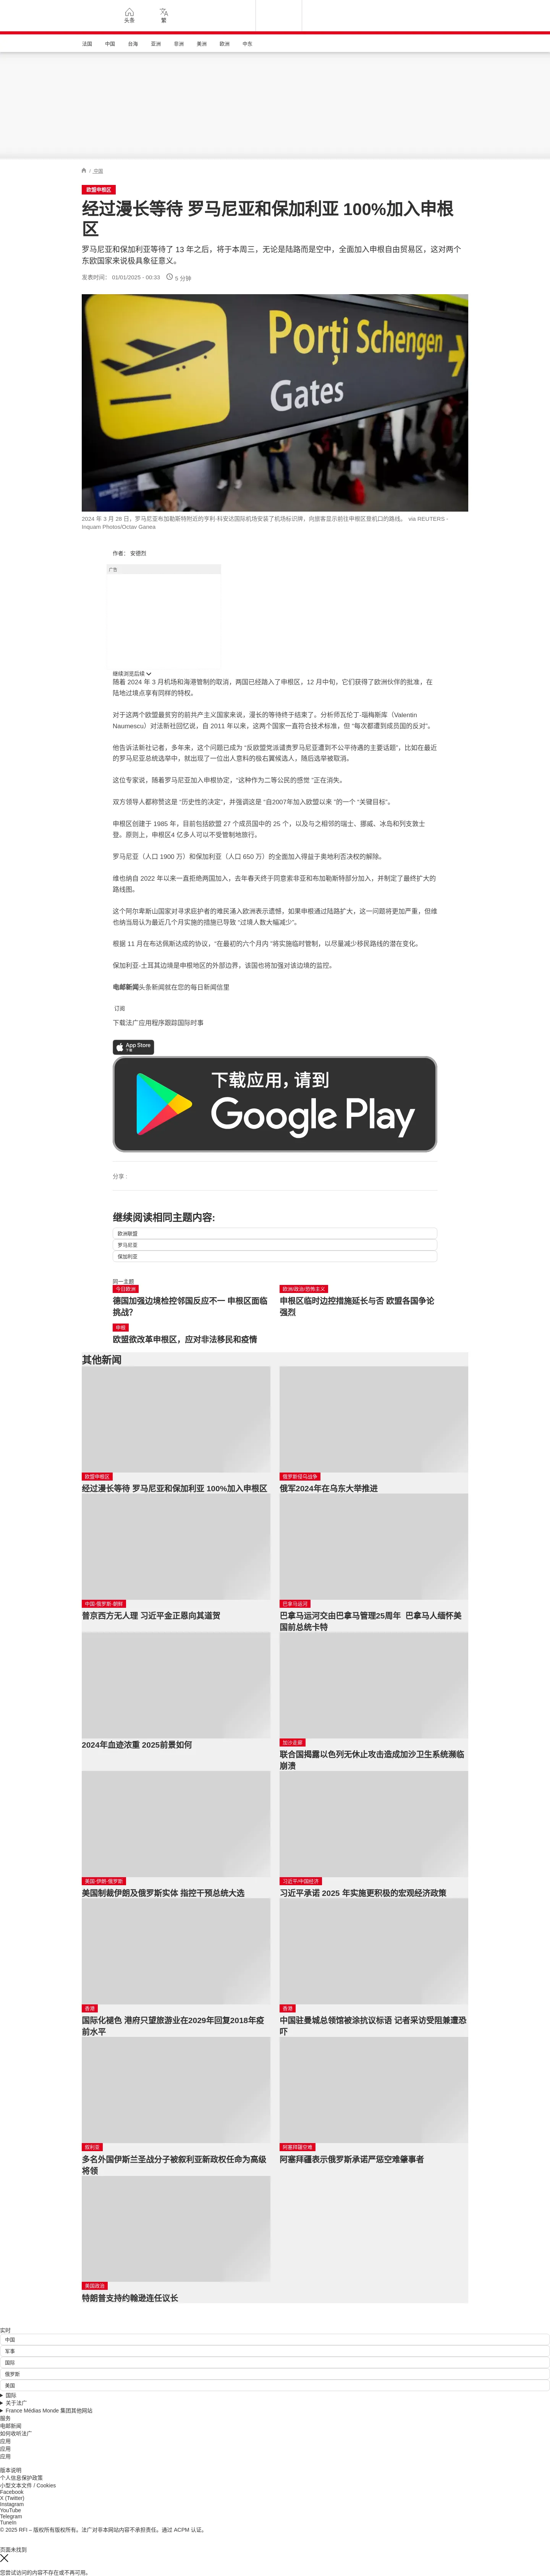 头条
繁
法国
中国
台海
亚洲
非洲
美洲
欧洲
中东
/ 中国
欧盟申根区
经过漫长等待 罗马尼亚和保加利亚 100%加入申根
区
罗马尼亚和保加利亚等待了 13 年之后，将于本周三，无论是陆路而是空中，全面加入申根自由贸易区，这对两个
东欧国家来说极具象征意义。
发表时间： 01/01/2025 - 00:33
5 分钟
Porți Schengen
Gates
2024 年 3 月 28 日，罗马尼亚布加勒斯特附近的亨利·科安达国际机场安装了机场标识牌，向旅客显示前往申根区登机口的路线。 via REUTERS -
Inquam Photos/Octav Ganea
作者： 安德烈
广告
继续浏览后续
随着 2024 年 3 月机场和海港管制的取消，两国已经踏入了申根区，12 月中旬，它们获得了欧洲伙伴的批准，在
陆地过境点享有同样的特权。
对于这两个欧盟最贫穷的前共产主义国家来说，漫长的等待终于结束了。分析师瓦伦丁-瑙梅斯库（Valentin
Naumescu）对法新社回忆说，自 2011 年以来，这两个国家一直符合技术标准，但 “每次都遭到成员国的反对”。
他告诉法新社记者，多年来，这个问题已成为 “反欧盟党派谴责罗马尼亚遭到不公平待遇的主要话题”，比如在最近
的罗马尼亚总统选举中，就出现了一位出人意料的极右翼候选人，随后选举被取消。
这位专家说，随着罗马尼亚加入申根协定，“这种作为二等公民的感觉 ”正在消失。
双方领导人都称赞这是 “历史性的决定”，并强调这是 “自2007年加入欧盟以来 ”的一个 “关键目标”。
申根区创建于 1985 年，目前包括欧盟 27 个成员国中的 25 个，以及与之相邻的瑞士、挪威、冰岛和列支敦士
登。原则上，申根区4 亿多人可以不受管制地旅行。
罗马尼亚（人口 1900 万）和保加利亚（人口 650 万）的全面加入得益于奥地利否决权的解除。
维也纳自 2022 年以来一直拒绝两国加入，去年春天终于同意索非亚和布加勒斯特部分加入，并制定了最终扩大的
路线图。
这个阿尔卑斯山国家对寻求庇护者的难民涌入欧洲表示遗憾，如果申根通过陆路扩大，这一问题将更加严重，但维
也纳当局认为最近几个月实施的措施已导致 “过境人数大幅减少”。
根据 11 月在布达佩斯达成的协议，“在最初的六个月内 ”将实施临时管制，以尽量减少移民路线的潜在变化。
保加利亚-土耳其边境是申根地区的外部边界，该国也将加强对该边境的监控。
电邮新闻头条新闻就在您的每日新闻信里
订阅
下载法广应用程序跟踪国际时事
App Store
下载
下载应用，请到
Google Play
分享 :
继续阅读相同主题内容:
欧洲联盟
罗马尼亚
保加利亚
同一主题
今日欧洲
德国加强边境检控邻国反应不一 申根区面临
挑战？
欧洲/政治/恐怖主义
申根区临时边控措施延长与否 欧盟各国争论
强烈
申根
欧盟欲改革申根区，应对非法移民和疫情
其他新闻
欧盟申根区
经过漫长等待 罗马尼亚和保加利亚 100%加入申根区
俄罗斯侵乌战争
俄军2024年在乌东大举推进
中国-俄罗斯-朝鲜
普京西方无人理 习近平金正恩向其道贺
巴拿马运河
巴拿马运河交由巴拿马管理25周年 巴拿马人缅怀美
国前总统卡特
2024年血迹浓重 2025前景如何
加沙走廊
联合国揭露以色列无休止攻击造成加沙卫生系统濒临
崩溃
美国-伊朗-俄罗斯
美国制裁伊朗及俄罗斯实体 指控干预总统大选
习近平/中国经济
习近平承诺 2025 年实施更积极的宏观经济政策
香港
国际化褪色 港府只望旅游业在2029年回复2018年疫
前水平
香港
中国驻曼城总领馆被涂抗议标语 记者采访受阻兼遭恐
吓
叙利亚
多名外国伊斯兰圣战分子被叙利亚新政权任命为高级
将领
阿塞拜疆空难
阿塞拜疆表示俄罗斯承诺严惩空难肇事者
美国政治
特朗普支持约翰逊连任议长
实时
中国
军事
国际
俄罗斯
美国
国际
关于法广
France Médias Monde 集团其他网站
服务
电邮新闻
如何收听法广
应用
应用
应用
版本说明
个人信息保护政策
小型文本文件 / Cookies
Facebook
X (Twitter)
Instagram
YouTube
Telegram
TuneIn
© 2025 RFI – 版权所有版权所有。法广对非本网站内容不承担责任。通过 ACPM 认证。
页面未找到
您尝试访问的内容不存在或不再可用。